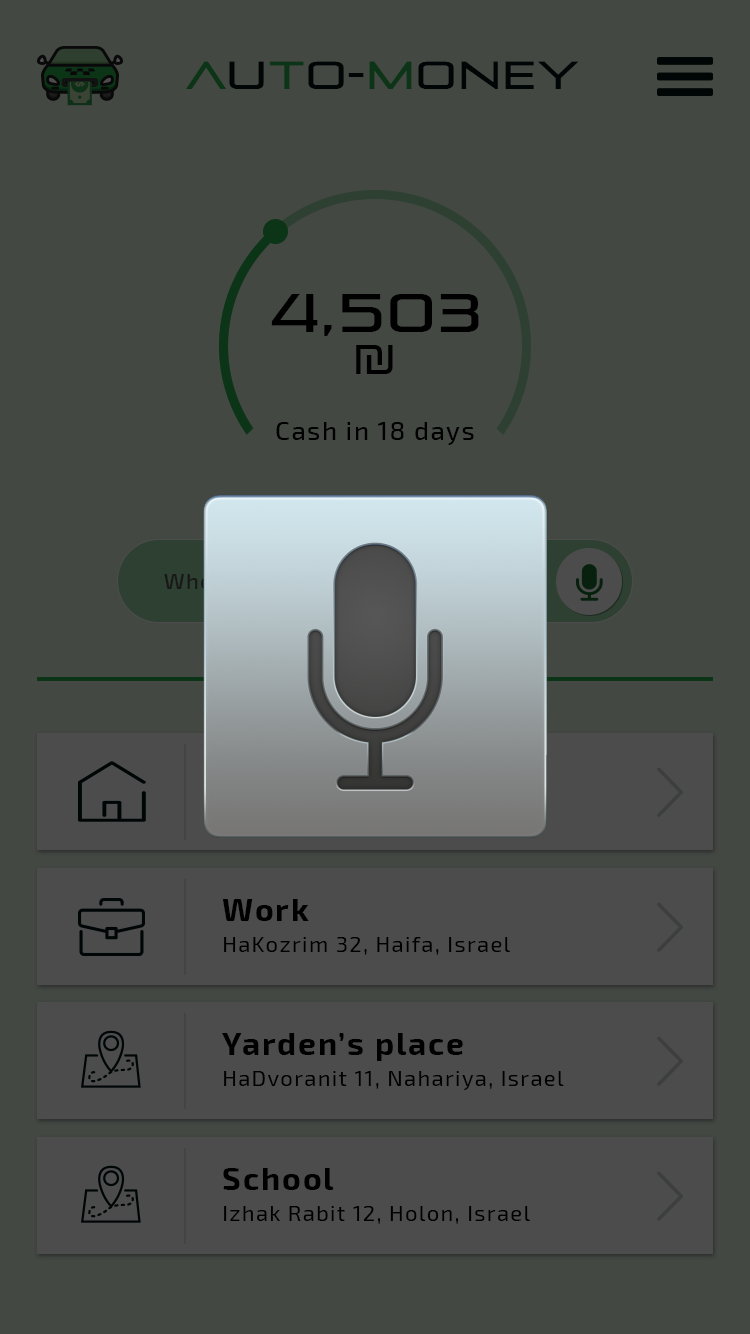 AUTO-MONEY
4,503
₪
Cash in 18 days
Work
HaKozrim 32, Haifa, Israel
Yarden’s place
HaDvoranit 11, Nahariya, Israel
School
Izhak Rabit 12, Holon, Israel